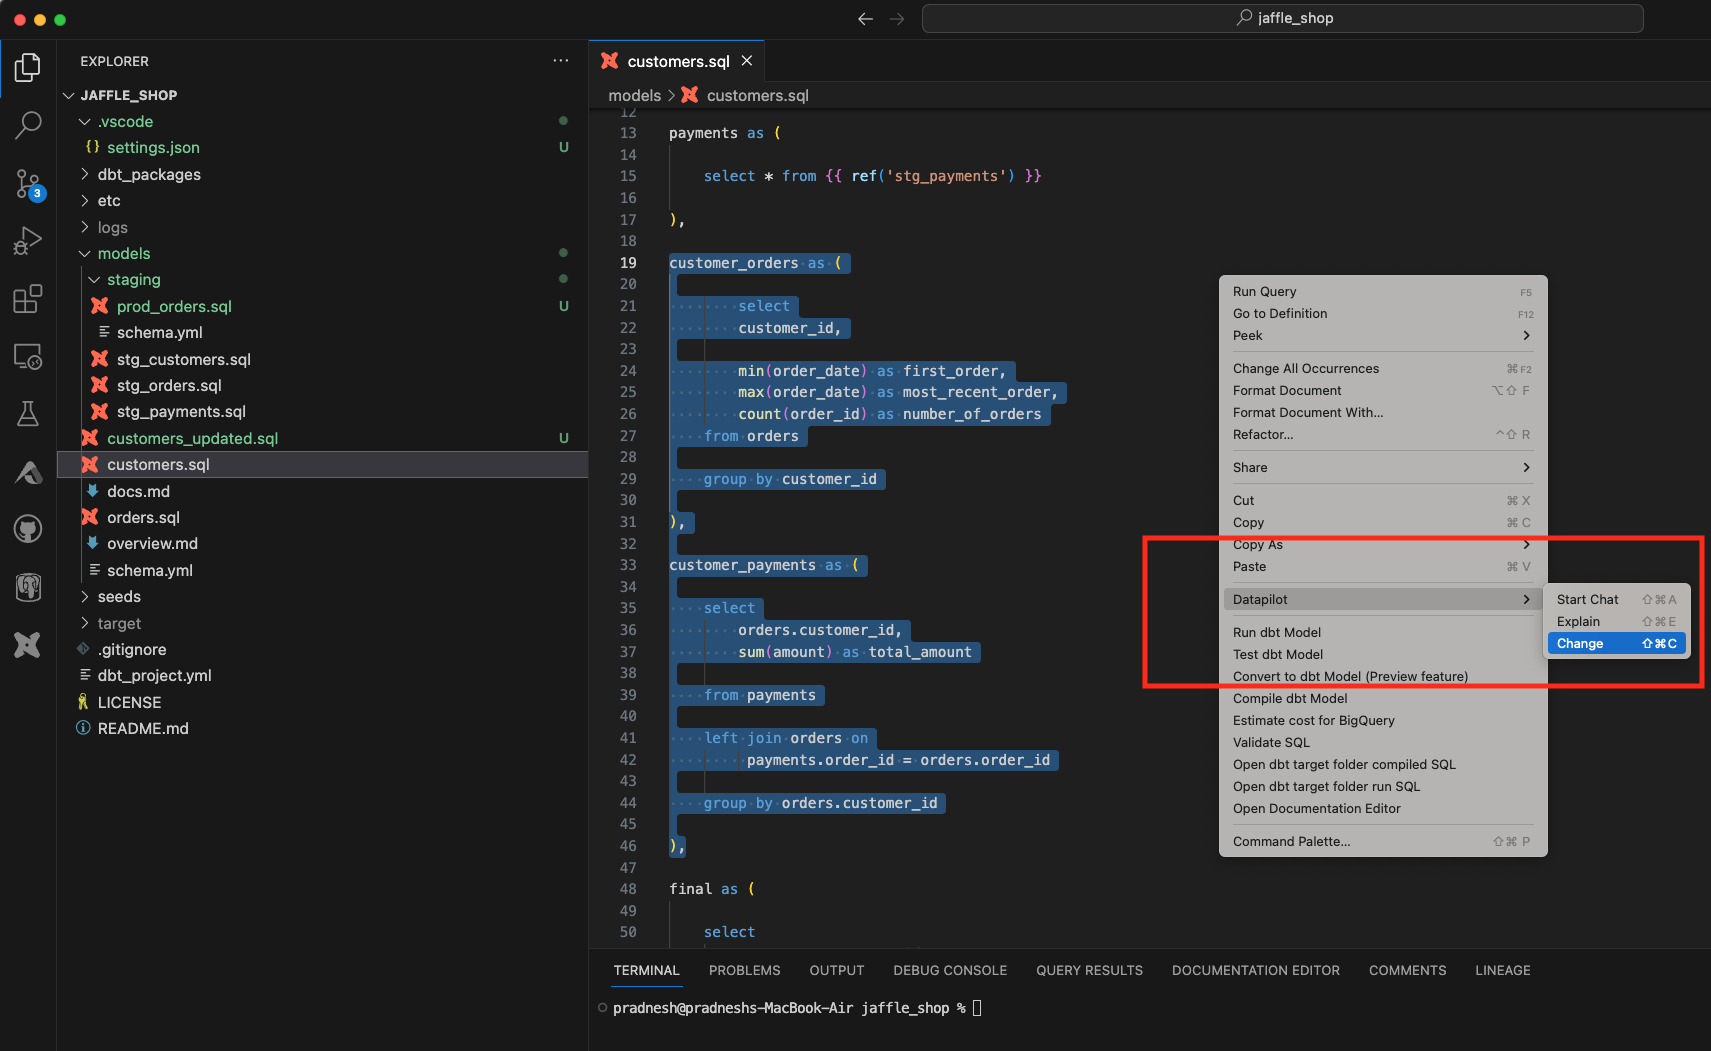 jaffle_shop
EXPLORER
JAFFLE_SHOP
.vscode
{} settings.json U
dbt_packages
etc
logs
models
staging
prod_orders.sql U
schema.yml
stg_customers.sql
stg_orders.sql
stg_payments.sql
customers_updated.sql U
customers.sql
docs.md
orders.sql
overview.md
schema.yml
seeds
target
.gitignore
dbt_project.yml
LICENSE
README.md
3
customers.sql
models > customers.sql
12
13 payments as (
14
15 select * from {{ ref('stg_payments') }}
16
17 ),
18
19 customer_orders as (
20
21 select
22 customer_id,
23
24 min(order_date) as first_order,
25 max(order_date) as most_recent_order,
26 count(order_id) as number_of_orders
27 from orders
28
29 group by customer_id
30
31 ),
32
33 customer_payments as (
34
35 select
36 orders.customer_id,
37 sum(amount) as total_amount
38
39 from payments
40
41 left join orders on
42 payments.order_id = orders.order_id
43
44 group by orders.customer_id
45
46 ),
47
48 final as (
49
50 select
Run Query F5
Go to Definition F12
Peek
Change All Occurrences ⌘F2
Format Document ⌥⇧ F
Format Document With...
Refactor... ^⇧ R
Share
Cut ⌘ X
Copy ⌘ C
Copy As
Paste ⌘ V
Datapilot
Run dbt Model
Test dbt Model
Convert to dbt Model (Preview feature)
Compile dbt Model
Estimate cost for BigQuery
Validate SQL
Open dbt target folder compiled SQL
Open dbt target folder run SQL
Open Documentation Editor
Command Palette... ⇧⌘ P
Start Chat ⇧⌘A
Explain ⇧⌘E
Change ⇧⌘C
TERMINAL PROBLEMS OUTPUT DEBUG CONSOLE QUERY RESULTS DOCUMENTATION EDITOR COMMENTS LINEAGE
pradnesh@pradneshs-MacBook-Air jaffle_shop %